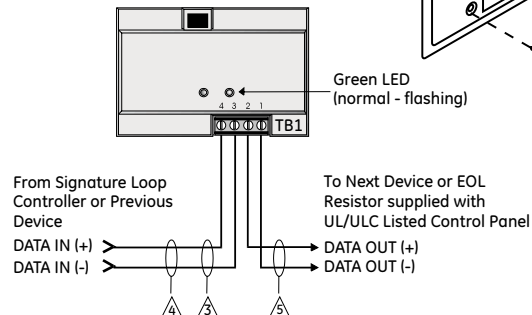 Green LED
(normal - flashing)
4 3 2 1
TB1
From Signature Loop
Controller or Previous
Device
DATA IN (+)
DATA IN (-)
To Next Device or EOL
Resistor supplied with
UL/ULC Listed Control Panel
DATA OUT (+)
DATA OUT (-)
4 3 5